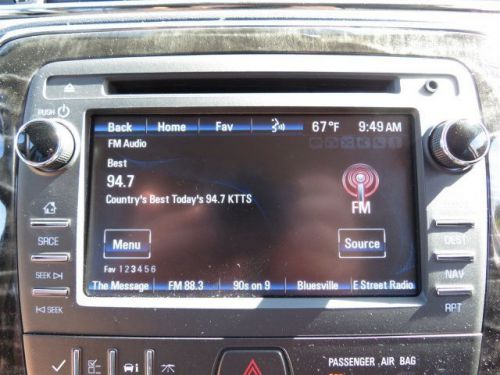 PUSH
Back Home Fav 67°F 9:49 AM
FM Audio
Best
94.7
Country's Best Today's 94.7 KTTS
FM
Menu Source
Fav 1 2 3 4 5 6
The Message FM 88.3 90s on 9 Bluesville E Street Radio
SRCE
SEEK
SEEK
DEST
NAV
RPT
PASSENGER AIR BAG